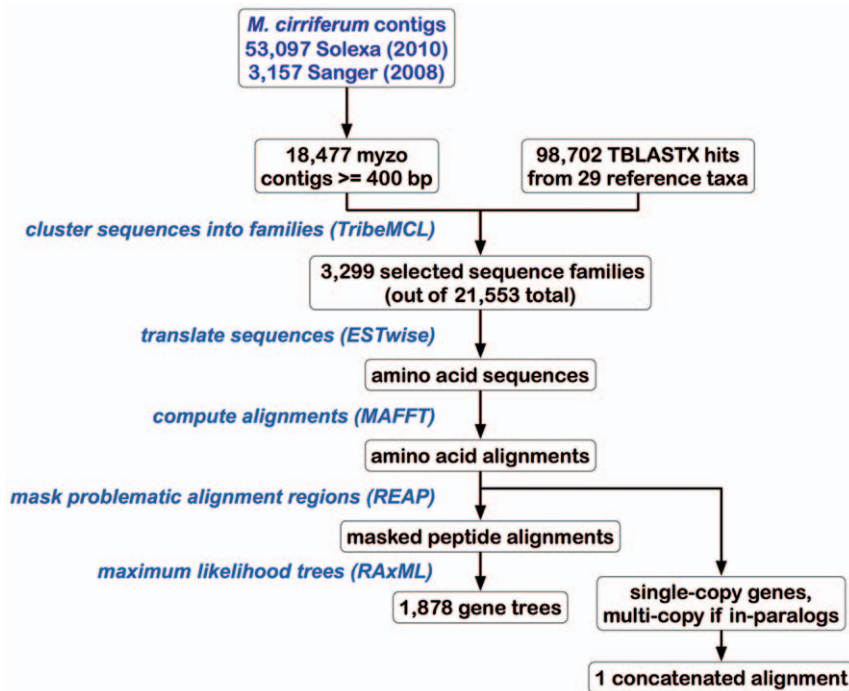 M. cirriferum contigs
53,097 Solexa (2010)
3,157 Sanger (2008)
18,477 myzo
contigs >= 400 bp
98,702 TBLASTX hits
from 29 reference taxa
cluster sequences into families (TribeMCL)
3,299 selected sequence families
(out of 21,553 total)
translate sequences (ESTwise)
amino acid sequences
compute alignments (MAFFT)
amino acid alignments
mask problematic alignment regions (REAP)
masked peptide alignments
maximum likelihood trees (RAxML)
1,878 gene trees
single-copy genes,
multi-copy if in-paralogs
1 concatenated alignment